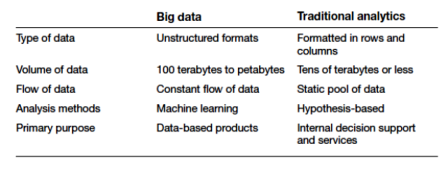 Big data Traditional analytics
Type of data Unstructured formats Formatted in rows and
columns
Volume of data 100 terabytes to petabytes Tens of terabytes or less
Flow of data Constant flow of data Static pool of data
Analysis methods Machine learning Hypothesis-based
Primary purpose Data-based products Internal decision support
and services